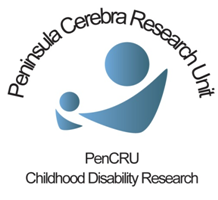 Peninsula Cerebra Research Unit
PenCRU
Childhood Disability Research